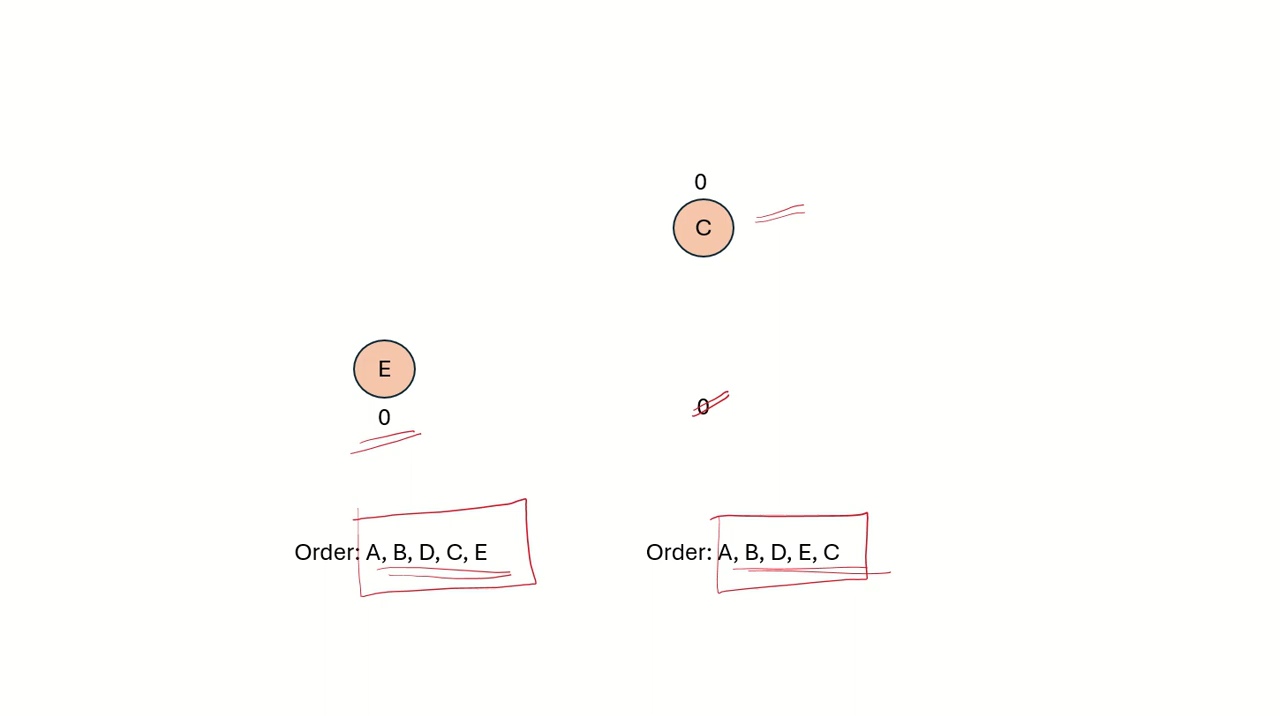 0
C
E
0
0
Order: A, B, D, C, E
Order: A, B, D, E, C